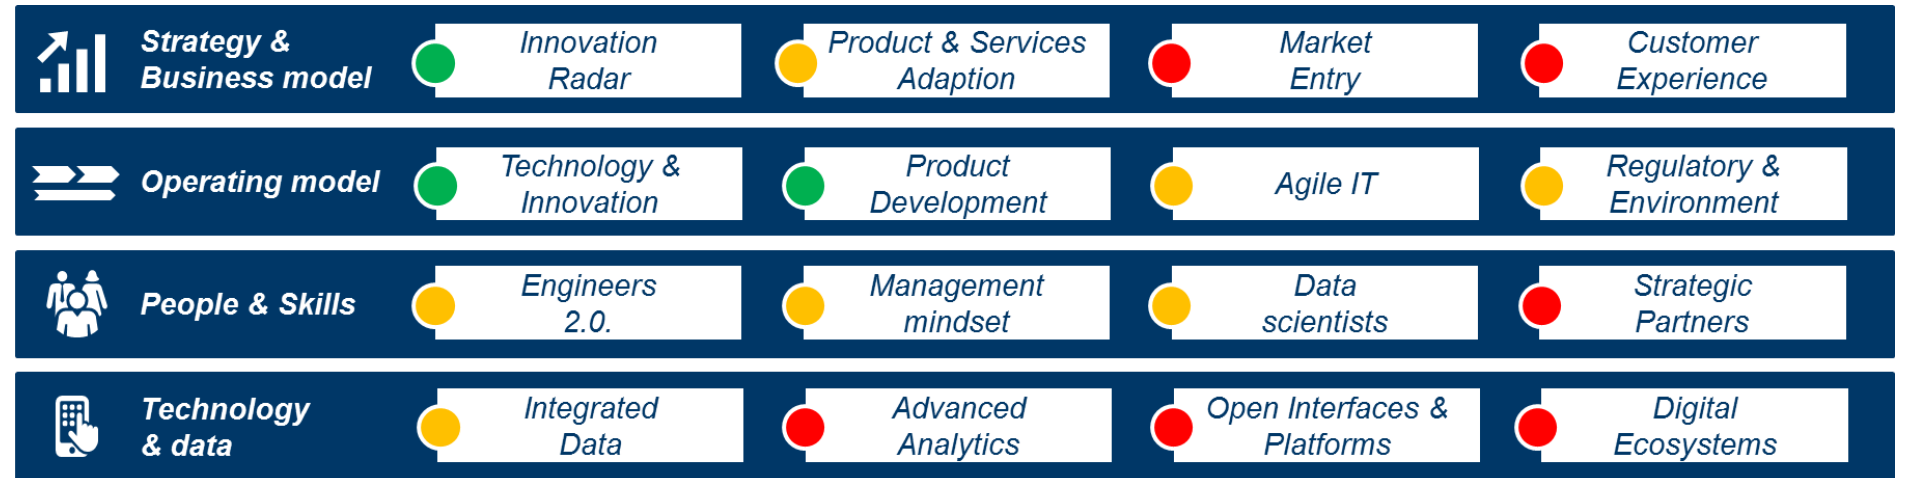 Strategy &
Business model
Innovation
Radar
Product & Services
Adaption
Market
Entry
Customer
Experience
Operating model
Technology &
Innovation
Product
Development
Agile IT
Regulatory &
Environment
People & Skills
Engineers
2.0.
Management
mindset
Data
scientists
Strategic
Partners
Technology
& data
Integrated
Data
Advanced
Analytics
Open Interfaces &
Platforms
Digital
Ecosystems